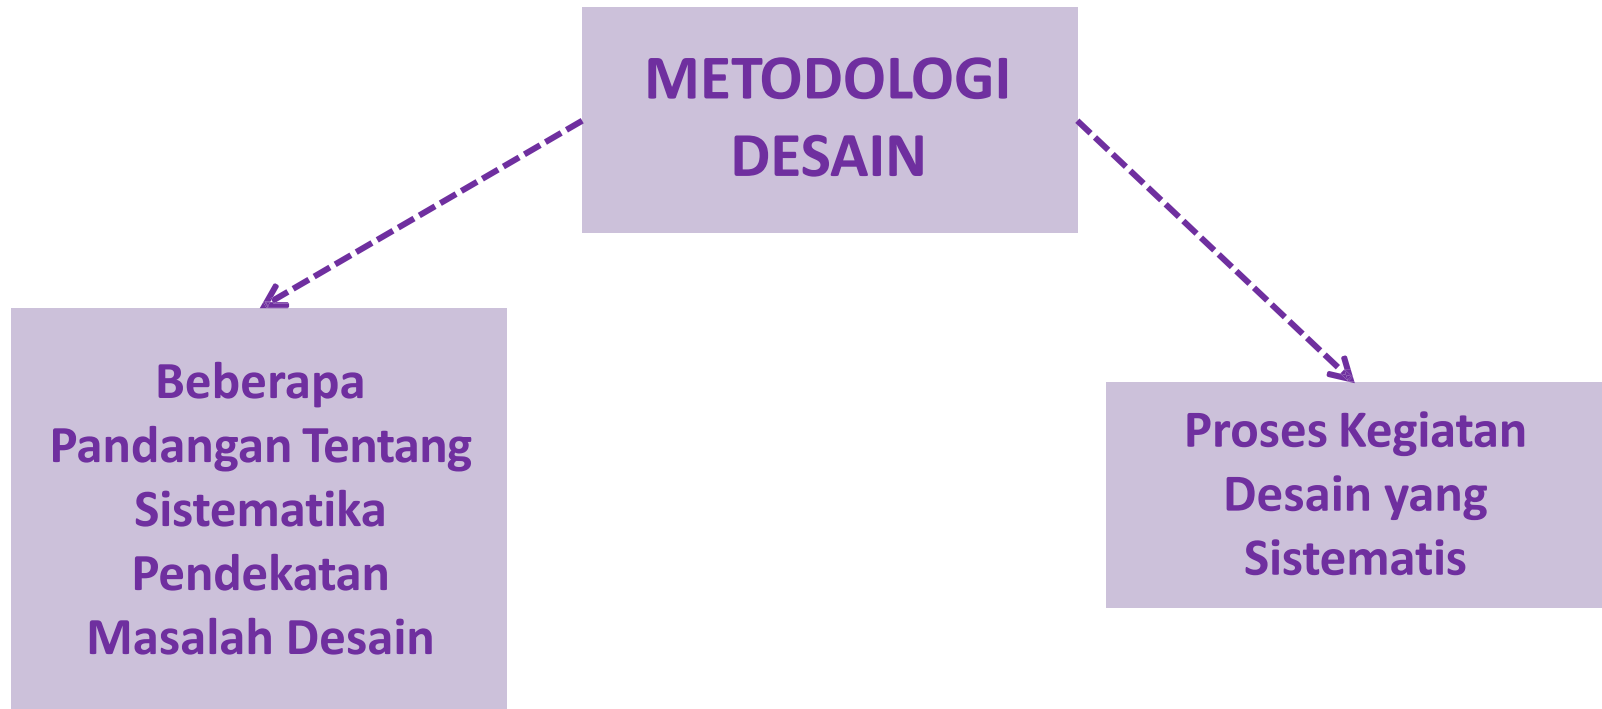 METODOLOGI
DESAIN
Beberapa
Pandangan Tentang
Sistematika
Pendekatan
Masalah Desain
Proses Kegiatan
Desain yang
Sistematis